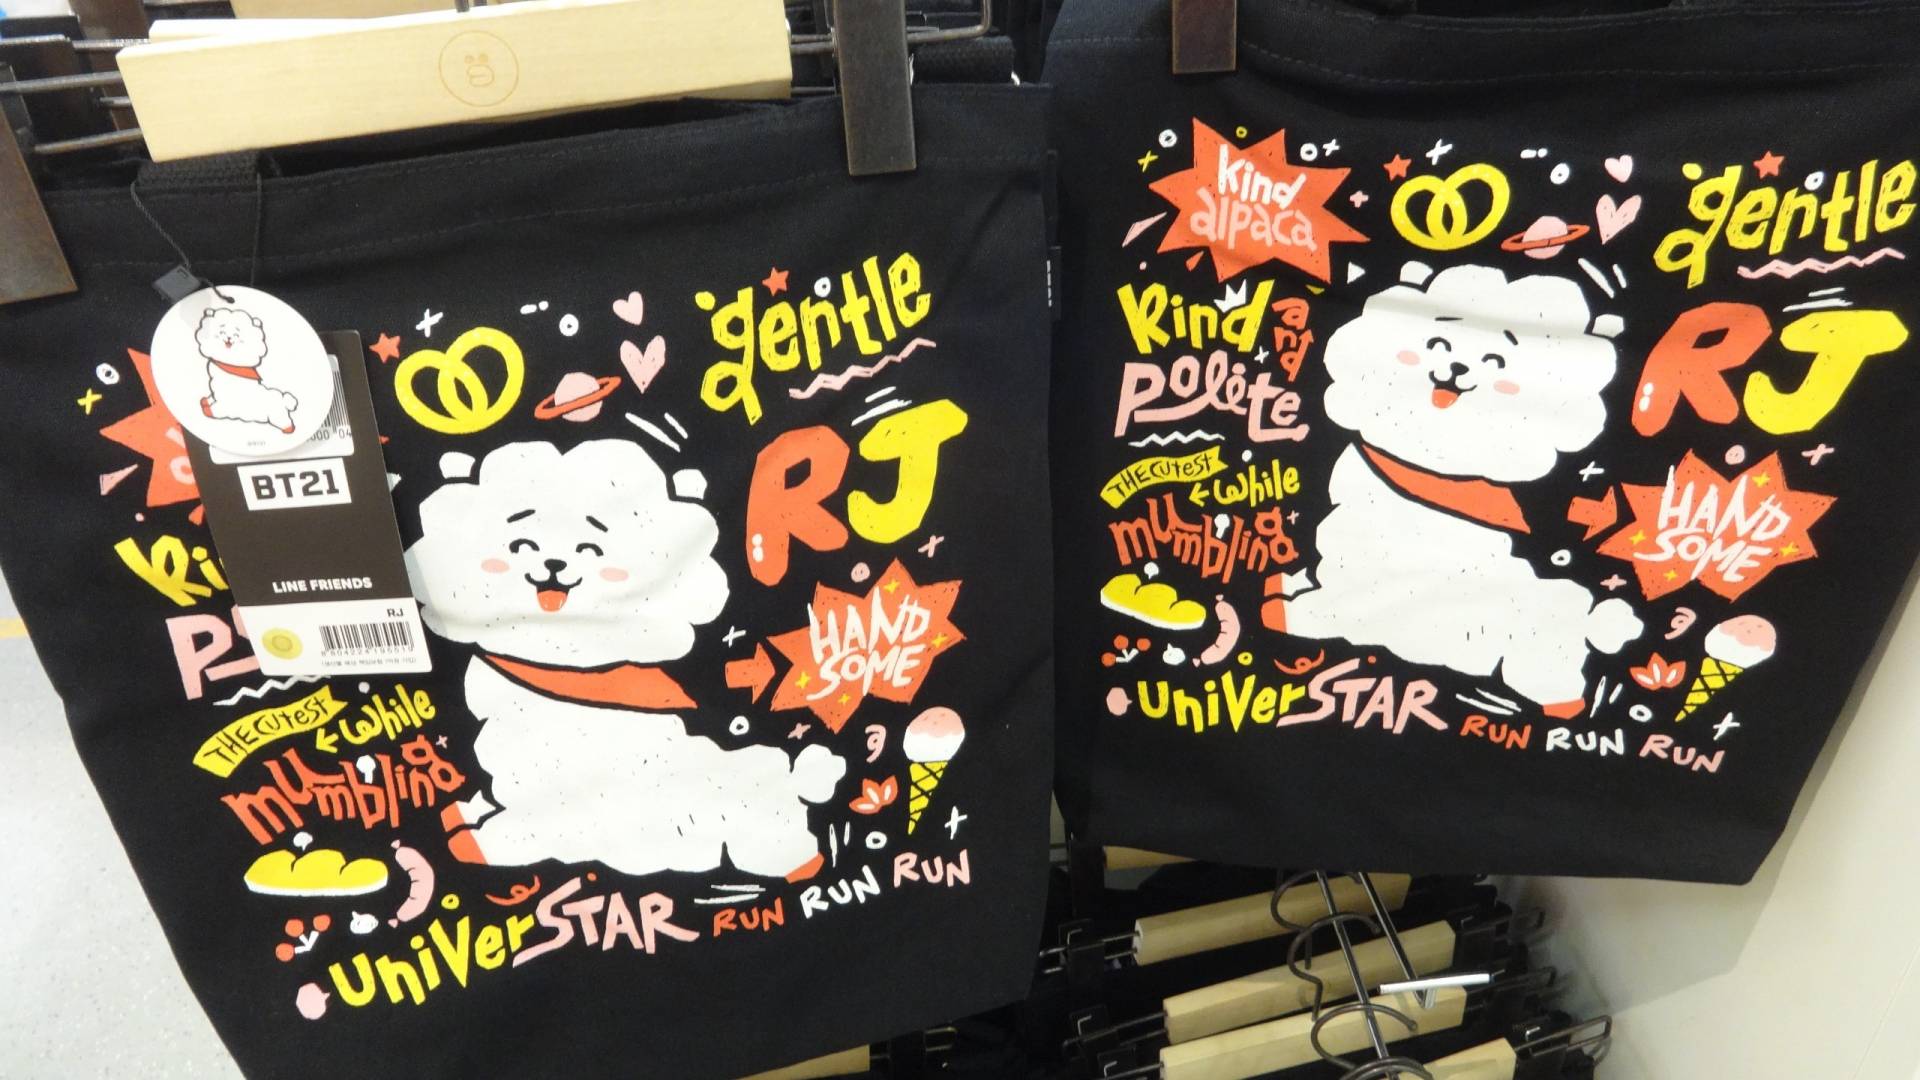 gentle
RJ
HAND
SOME
BT21
LINE FRIENDS
RJ
THE CUTEST
while
mumbling
UNIVERSTAR
RUN RUN RUN
kind
alpaca
gentle
kind and
Polite
RJ
THE CUTEST
while
mumbling
HAND
SOME
UNIVERSTAR
RUN RUN RUN